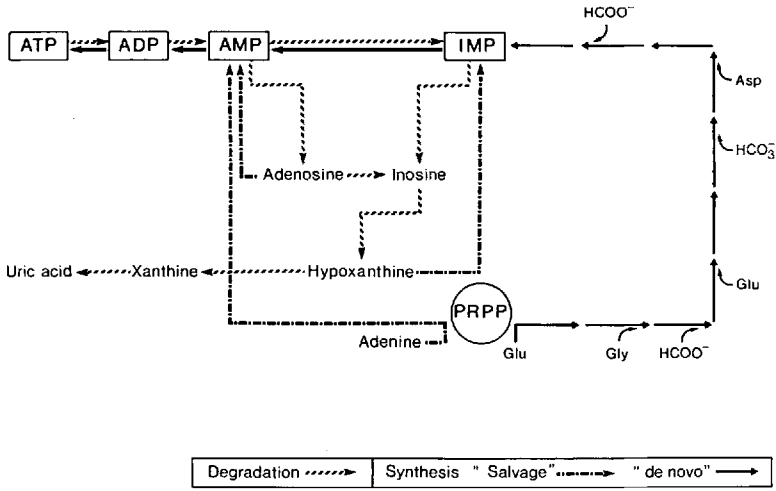 HCOO⁻
ATP ADP AMP IMP
Asp
HCO₃⁻
Adenosine Inosine
Uric acid Xanthine Hypoxanthine
Glu
PRPP
Adenine Glu Gly HCOO⁻
Degradation Synthesis "Salvage" "de novo"